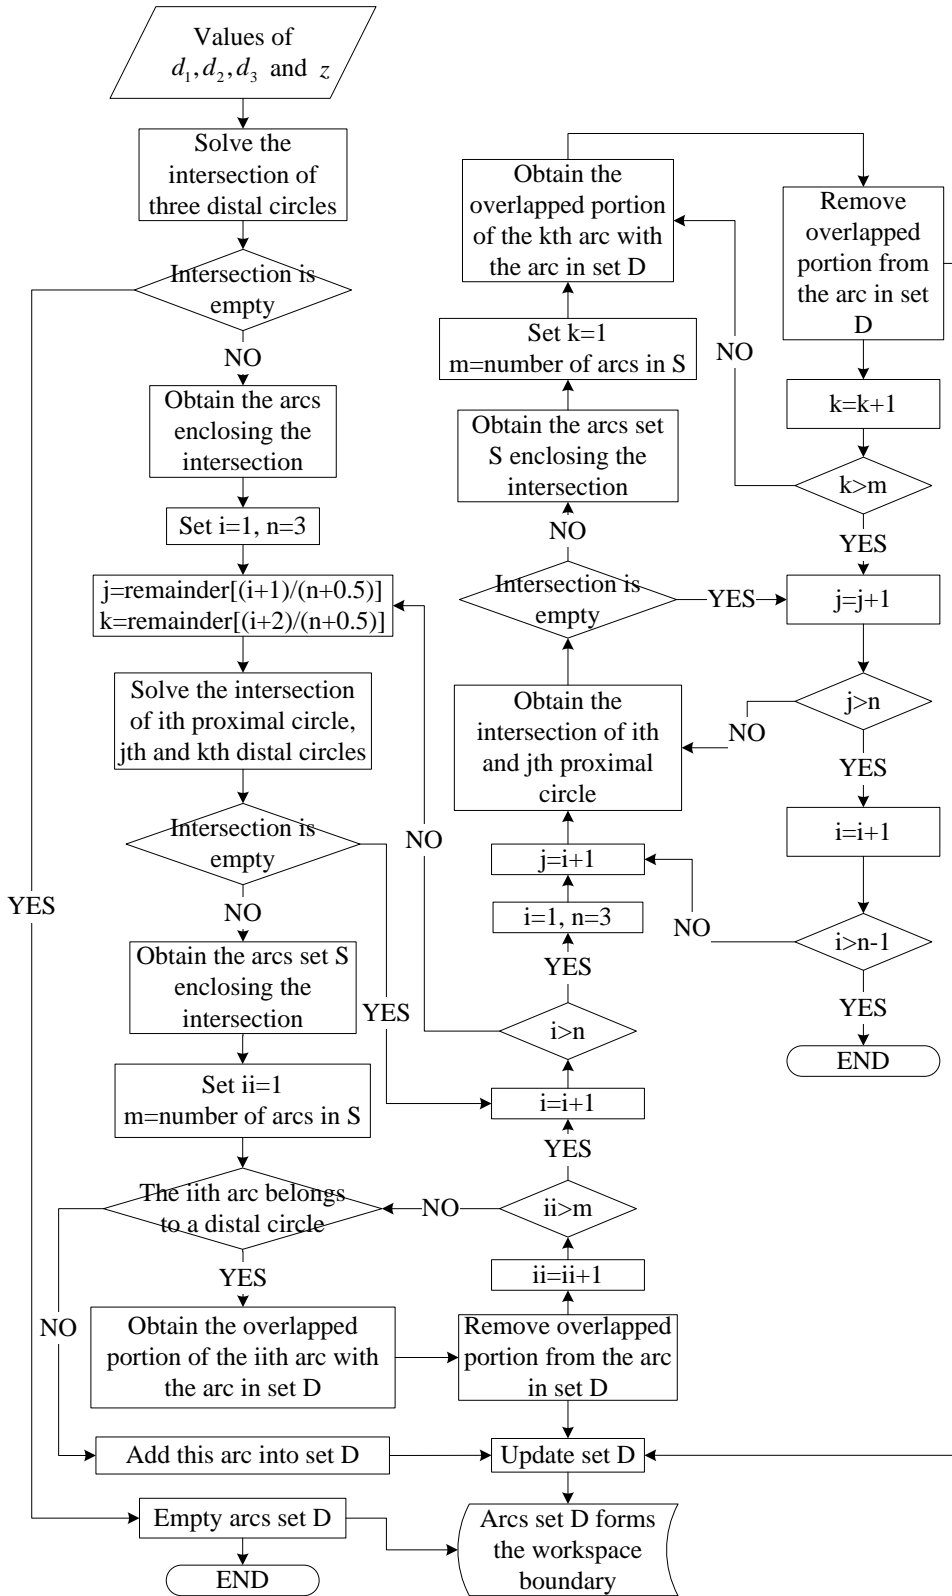 Values of
d1, d2, d3 and z
Solve the
intersection of
three distal circles
Intersection is
empty
NO
Obtain the arcs
enclosing the
intersection
Set i=1, n=3
j=remainder[(i+1)/(n+0.5)]
k=remainder[(i+2)/(n+0.5)]
Solve the intersection
of ith proximal circle,
jth and kth distal circles
Intersection is
empty
YES
NO
Obtain the arcs set S
enclosing the
intersection
YES
Set ii=1
m=number of arcs in S
The iith arc belongs
to a distal circle
YES
NO
Obtain the overlapped
portion of the iith arc with
the arc in set D
Add this arc into set D
Empty arcs set D
END
Obtain the
overlapped portion
of the kth arc with
the arc in set D
Set k=1
m=number of arcs in S
Obtain the arcs set
S enclosing the
intersection
NO
Intersection is
empty
YES
Obtain the
intersection of ith
and jth proximal
circle
NO
j=i+1
i=1, n=3
YES
i>n
i=i+1
YES
ii>m
NO
ii=ii+1
Remove overlapped
portion from the arc
in set D
Update set D
Arcs set D forms
the workspace
boundary
Remove
overlapped
portion from
the arc in set
D
NO
k=k+1
k>m
YES
j=j+1
j>n
NO
YES
i=i+1
i>n-1
NO
YES
END